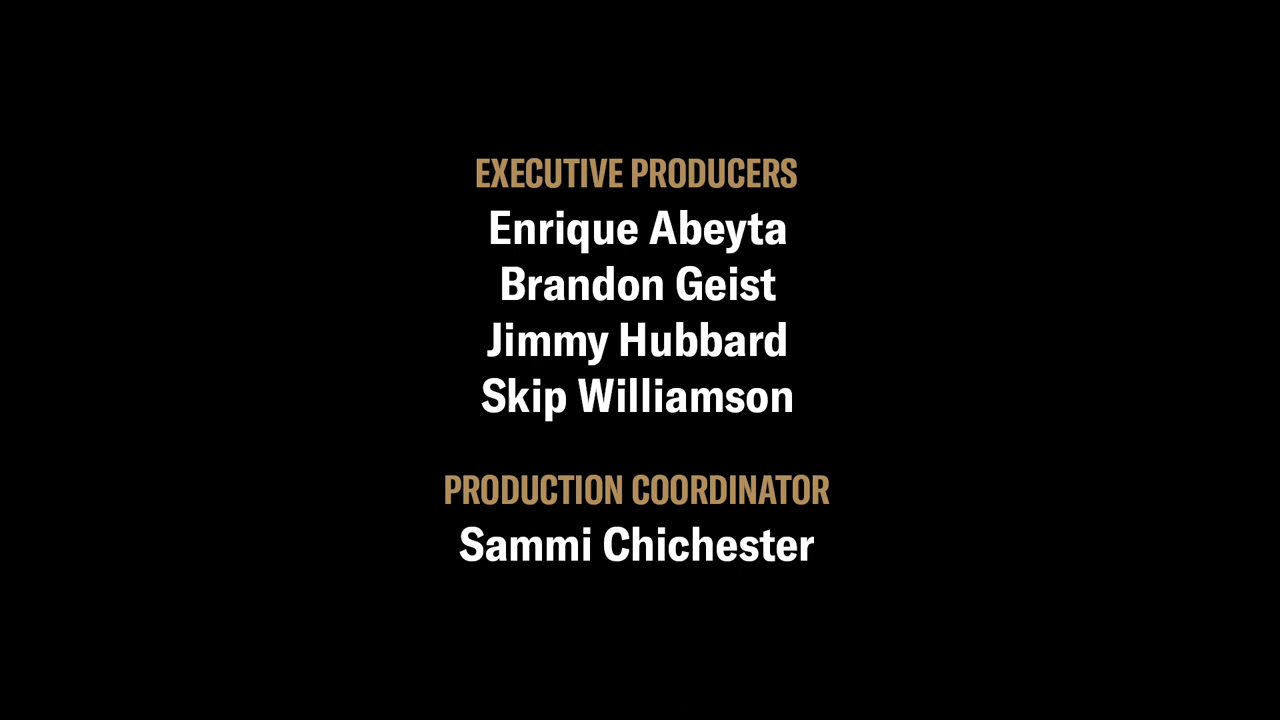 EXECUTIVE PRODUCERS
Enrique Abeyta
Brandon Geist
Jimmy Hubbard
Skip Williamson
PRODUCTION COORDINATOR
Sammi Chichester